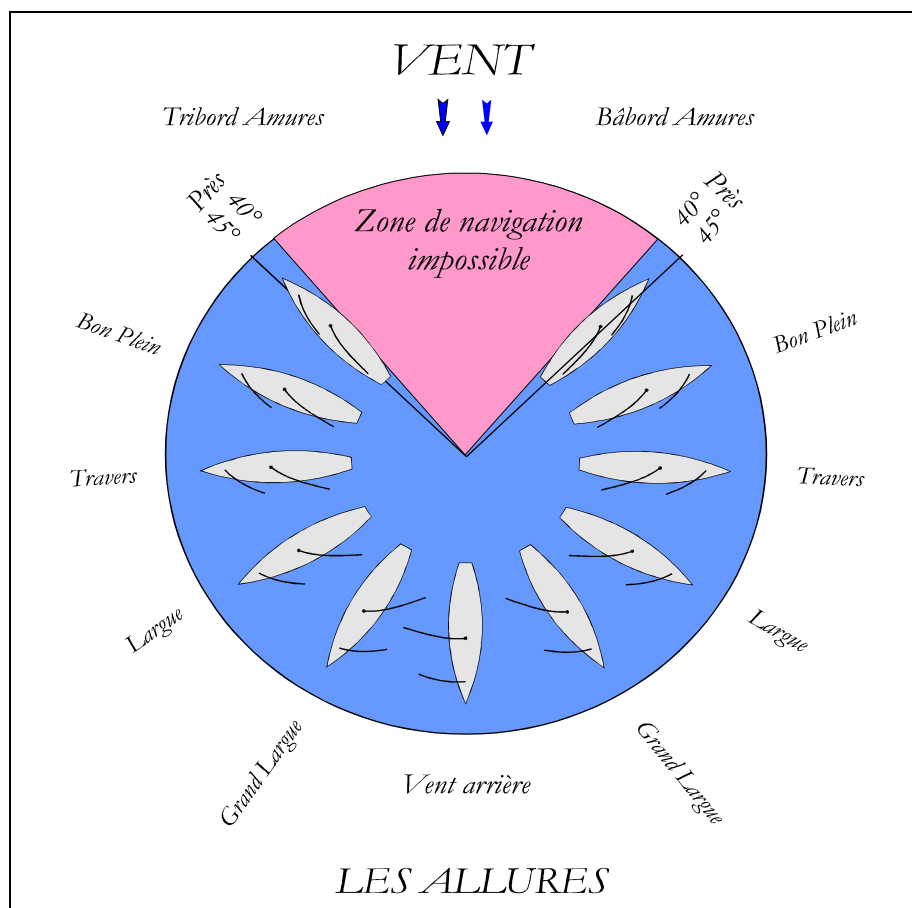 VENT
Tribord Amures
Bâbord Amures
Près
40°
45°
Près
40°
45°
Zone de navigation
impossible
Bon Plein
Bon Plein
Travers
Travers
Largue
Largue
Grand Largue
Grand Largue
Vent arrière
LES ALLURES